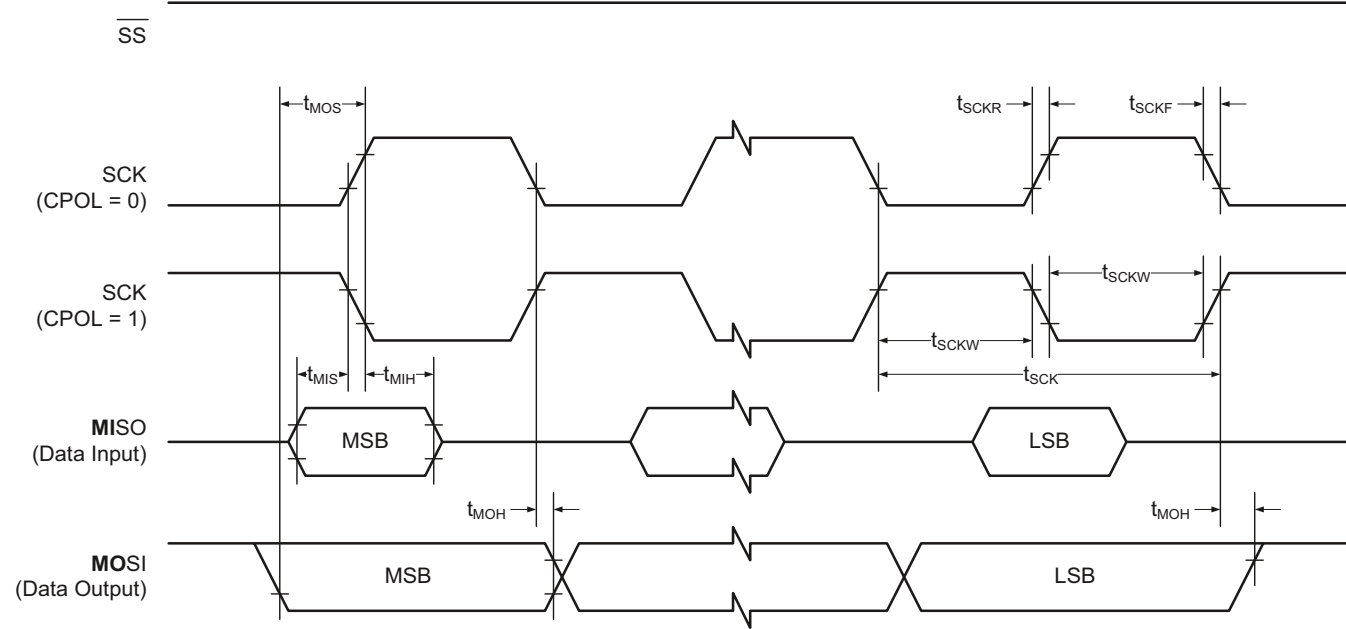 SS
tMOS
tSCKR
tSCKF
SCK
(CPOL = 0)
SCK
(CPOL = 1)
tSCKW
tSCKW
tSCK
tMIS
tMIH
MISO
(Data Input)
MSB
LSB
tMOH
tMOH
MOSI
(Data Output)
MSB
LSB